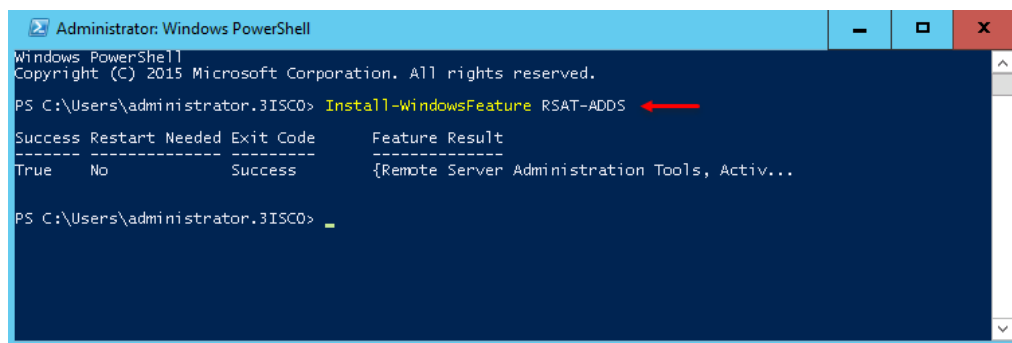 Administrator: Windows PowerShell
Windows PowerShell
Copyright (C) 2015 Microsoft Corporation. All rights reserved.
PS C:\Users\administrator.3ISCO> Install-WindowsFeature RSAT-ADDS
Success Restart Needed Exit Code      Feature Result
------- -------------- ---------      --------------
True    No             Success        {Remote Server Administration Tools, Activ...
PS C:\Users\administrator.3ISCO>